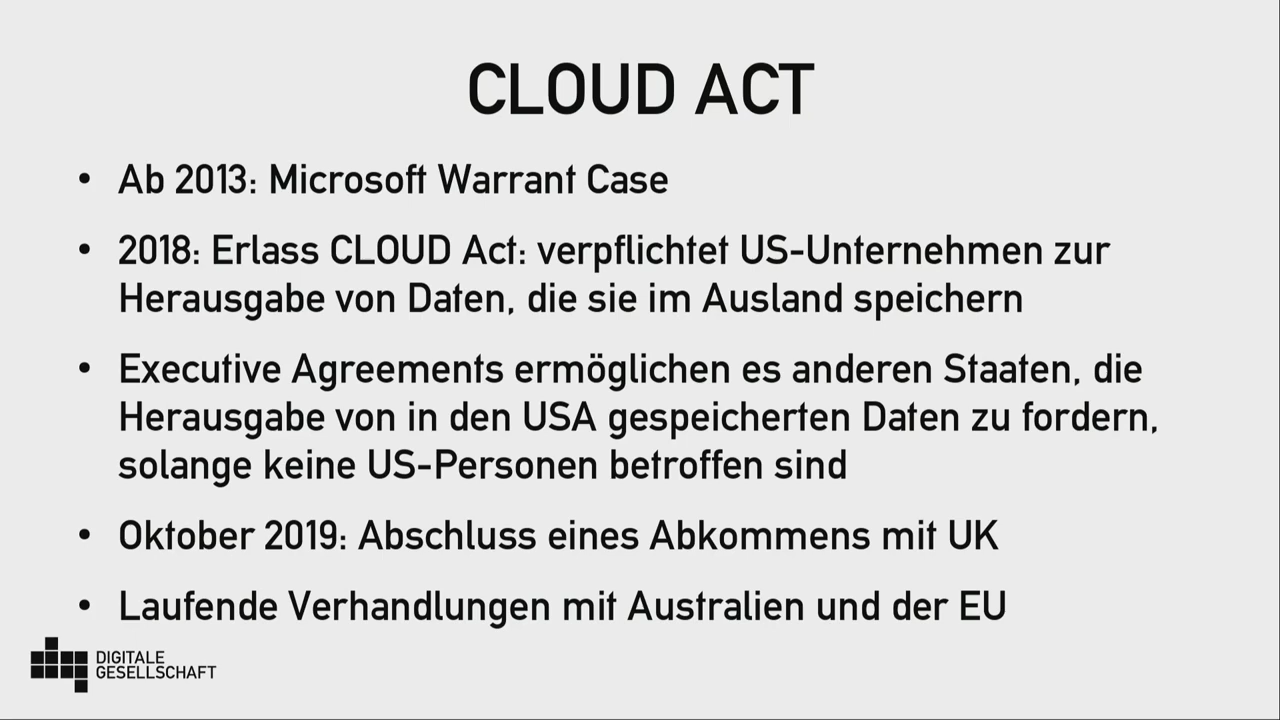 CLOUD ACT
• Ab 2013: Microsoft Warrant Case
• 2018: Erlass CLOUD Act: verpflichtet US-Unternehmen zur
Herausgabe von Daten, die sie im Ausland speichern
• Executive Agreements ermöglichen es anderen Staaten, die
Herausgabe von in den USA gespeicherten Daten zu fordern,
solange keine US-Personen betroffen sind
• Oktober 2019: Abschluss eines Abkommens mit UK
• Laufende Verhandlungen mit Australien und der EU
DIGITALE
GESELLSCHAFT